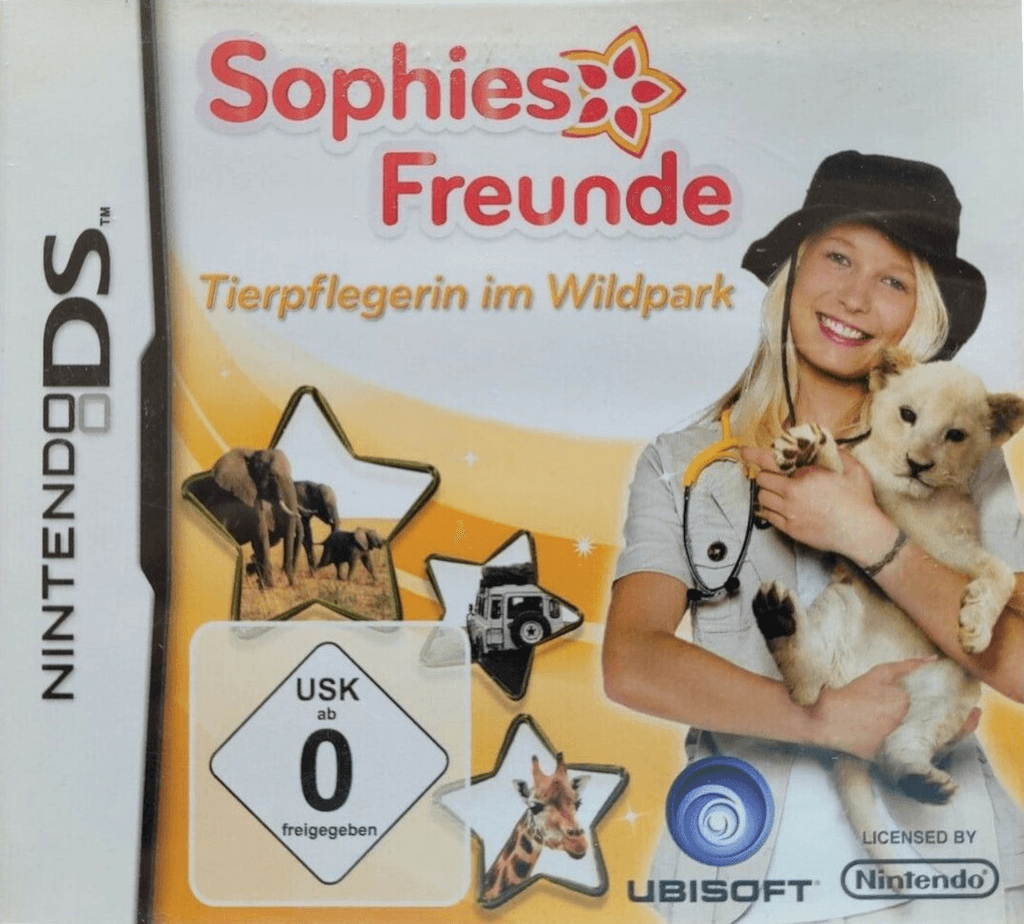 Sophies
Freunde
Tierpflegerin im Wildpark
NINTENDO DS™
USK
ab
0
freigegeben
UBISOFT®
LICENSED BY
Nintendo®